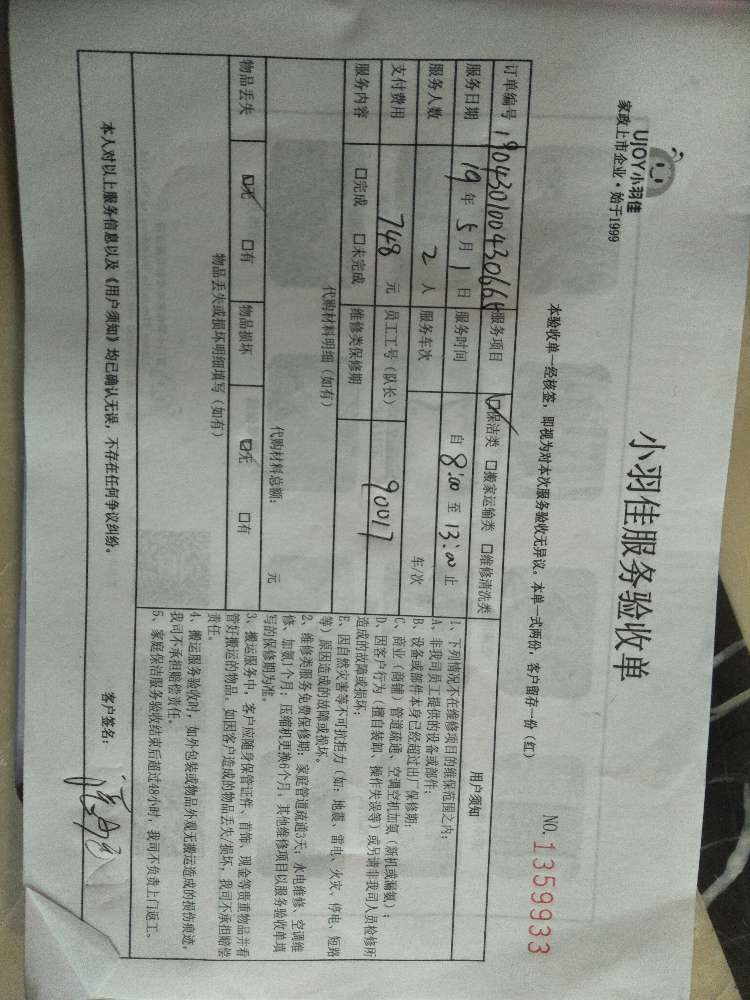 UJOY小羽佳
家政上市企业·始于1999
小羽佳服务验收单
NO. 1359933
本验收单一经核签，即视为对本次服务验收无异议。本单一式两份，客户留存一份（红）
订单编号 190430100430664 服务项目 ☑保洁类 □搬家运输类 □维修清洗类
服务日期 19年5月1日 服务时间 自8:00至13:00止
服务人数 2人 服务车次 车/次
支付费用 748元 员工工号（队长） 90017
服务内容 □完成 □未完成 维修类保修期
代购材料明细（如有）
代购材料总额： 元
物品丢失 ☑无 □有 物品损坏 ☑无 □有
物品丢失或损坏明细填写（如有）
用户须知
1、下列情况不在维修项目的维保范围之内：
A、非我司员工提供的设备或部件；
B、设备或部件本身已经超过出厂保修期；
C、商业（商铺）管道疏通、空调空机加氨（新机或漏氨）；
D、因客户行为（擅自装卸、操作失误等）或另请非我司人员检修所
造成的故障或损坏；
E、因自然灾害等不可抗拒力（如：地震、雷电、火灾、停电、短路
等）原因造成的故障或损坏。
2、维修类服务免费保修期：家庭管道疏通3天；水电维修、空调维
修、加氨1个月；压缩机更换6个月；其他维修项目以服务验收单填
写的保修期为准。
3、搬运服务中，客户应随身保管证件、首饰、现金等贵重物品并看
管好搬运的物品。如因客户造成的物品丢失/损坏，我司不承担赔偿
责任。
4、搬运服务验收时，如外包装或物品外观无搬运造成的损伤痕迹，
我司不承担赔偿责任。
5、家庭保洁服务验收结束后超过48小时，我司不负责上门返工。
本人对以上服务信息以及《用户须知》均已确认无误，不存在任何争议纠纷。 客户签名：